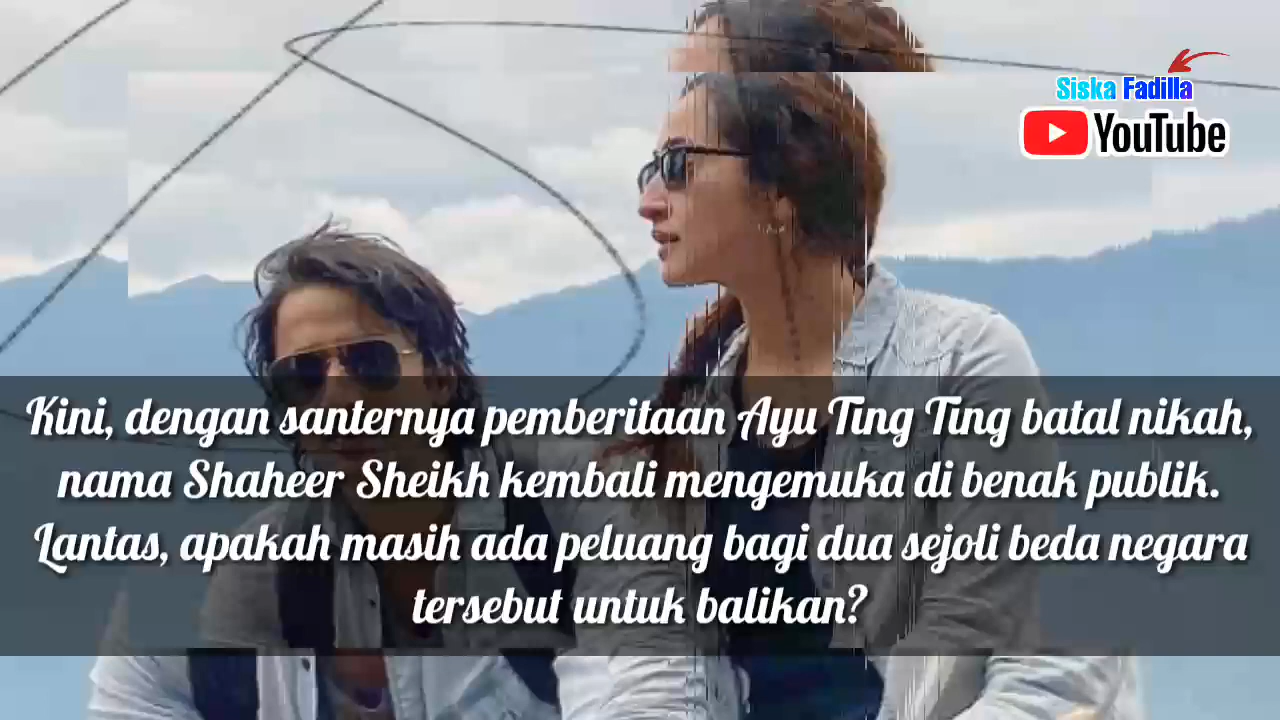 Siska Fadilla
YouTube
Kini, dengan santernya pemberitaan Ayu Ting Ting batal nikah,
nama Shaheer Sheikh kembali mengemuka di benak publik.
Lantas, apakah masih ada peluang bagi dua sejoli beda negara
tersebut untuk balikan?